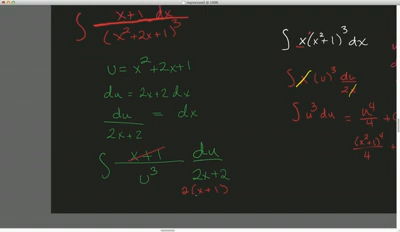 ∫ x+1 dx / (x²+2x+1)³
u = x²+2x+1
du = 2x+2 dx
du / 2x+2 = dx
∫ x+1 / u³ du / 2x+2
2(x+1)
∫ x(x²+1)³ dx
∫ x (u)³ du / 2x
∫ u³ du = u⁴ / 4 +
(x²+1)⁴ / 4 +